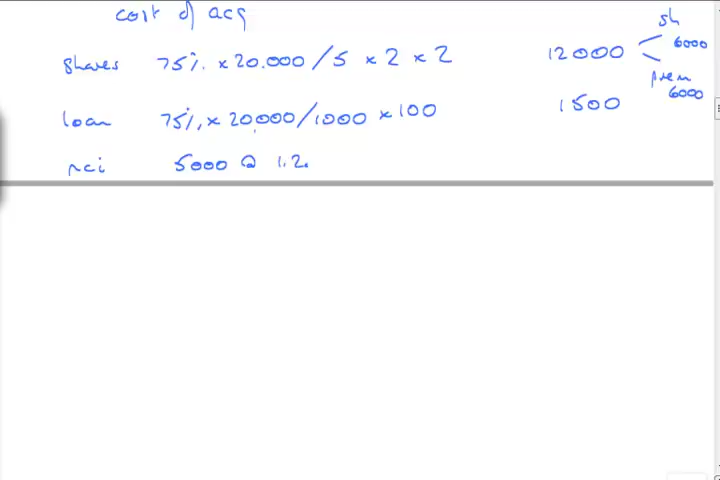 cost of acq
sh
6000
shares 75% × 20.000 / 5 × 2 × 2 12000
prem
6000
loan 75% × 20,000/1000 × 100 1500
nci 5000 @ 1.2.